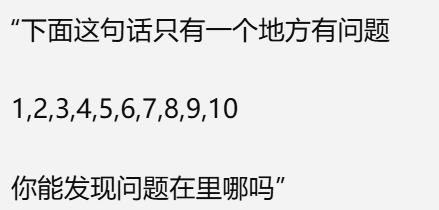 “下面这句话只有一个地方有问题
1,2,3,4,5,6,7,8,9,10
你能发现问题在里哪吗”